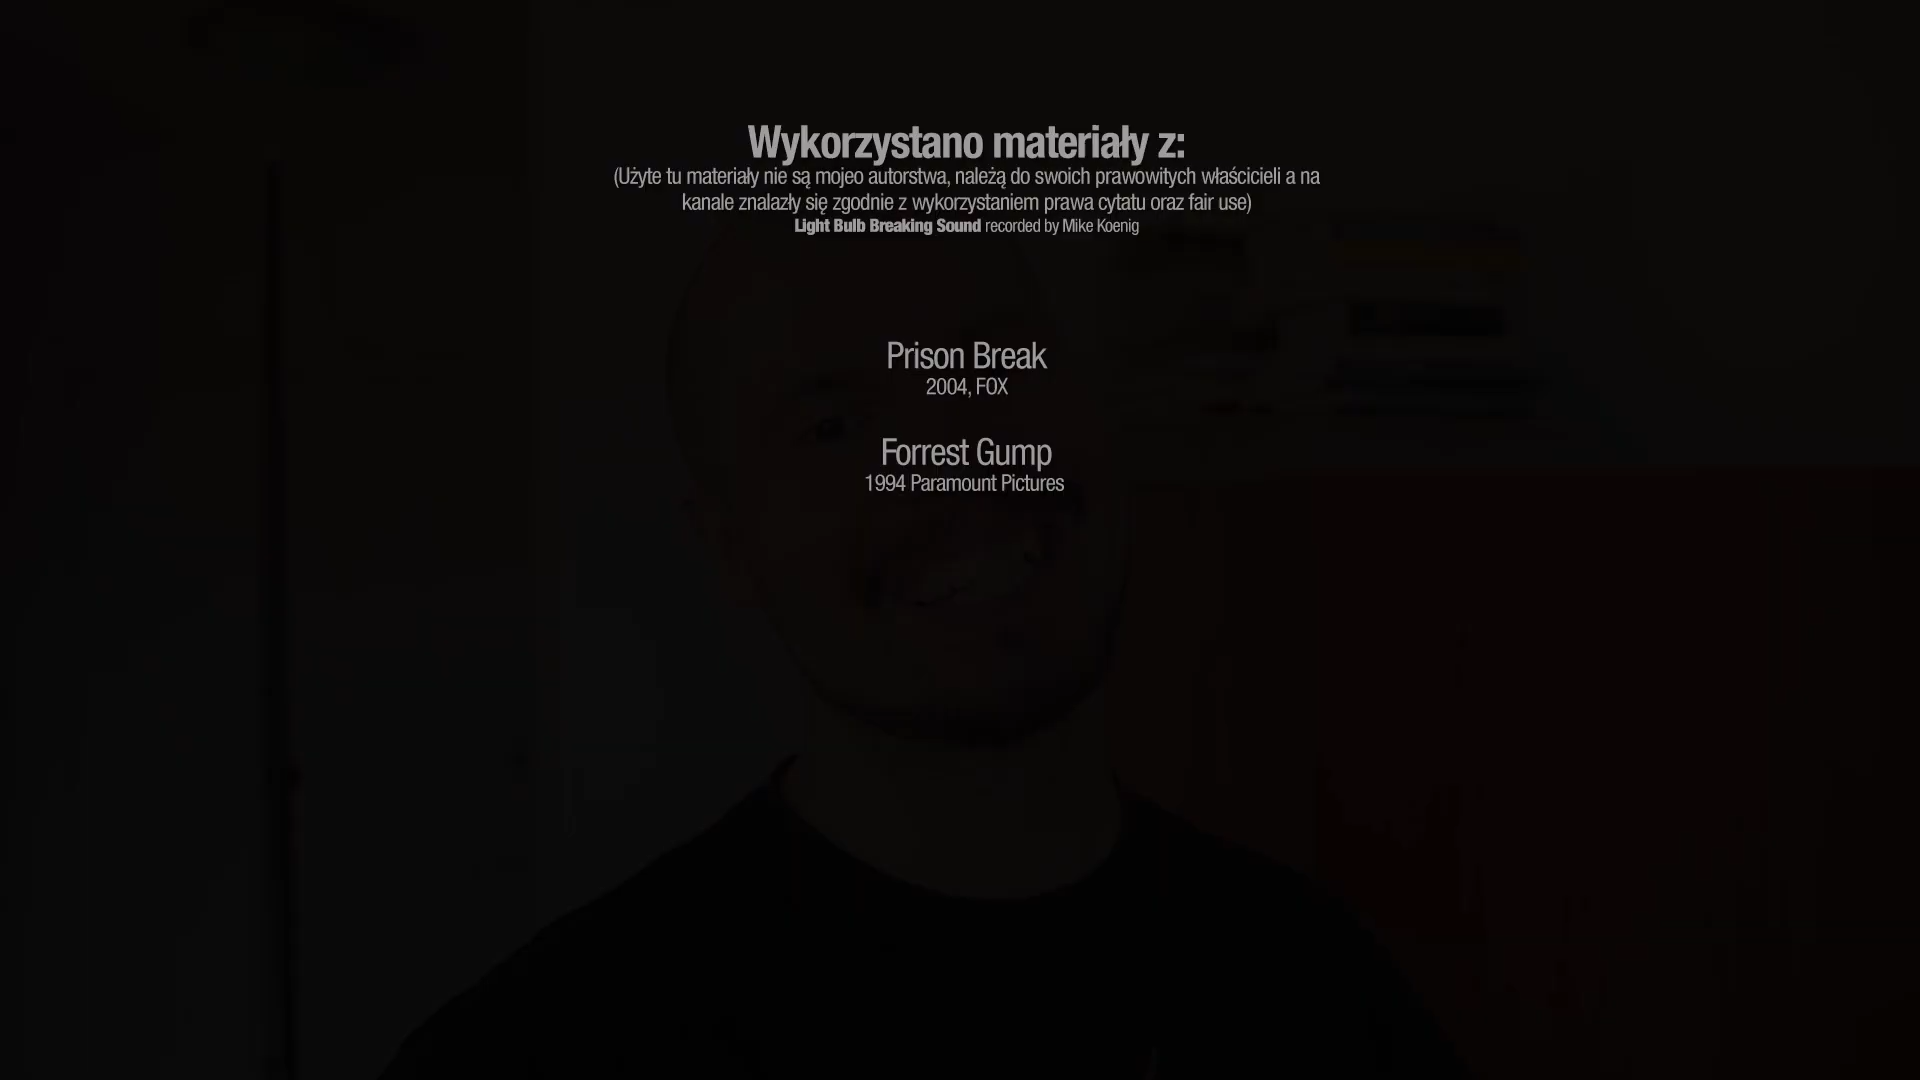 Wykorzystano materiały z:
(Użyte tu materiały nie są mojeo autorstwa, należą do swoich prawowitych właścicieli a na
kanale znalazły się zgodnie z wykorzystaniem prawa cytatu oraz fair use)
Light Bulb Breaking Sound recorded by Mike Koenig
Prison Break
2004, FOX
Forrest Gump
1994 Paramount Pictures